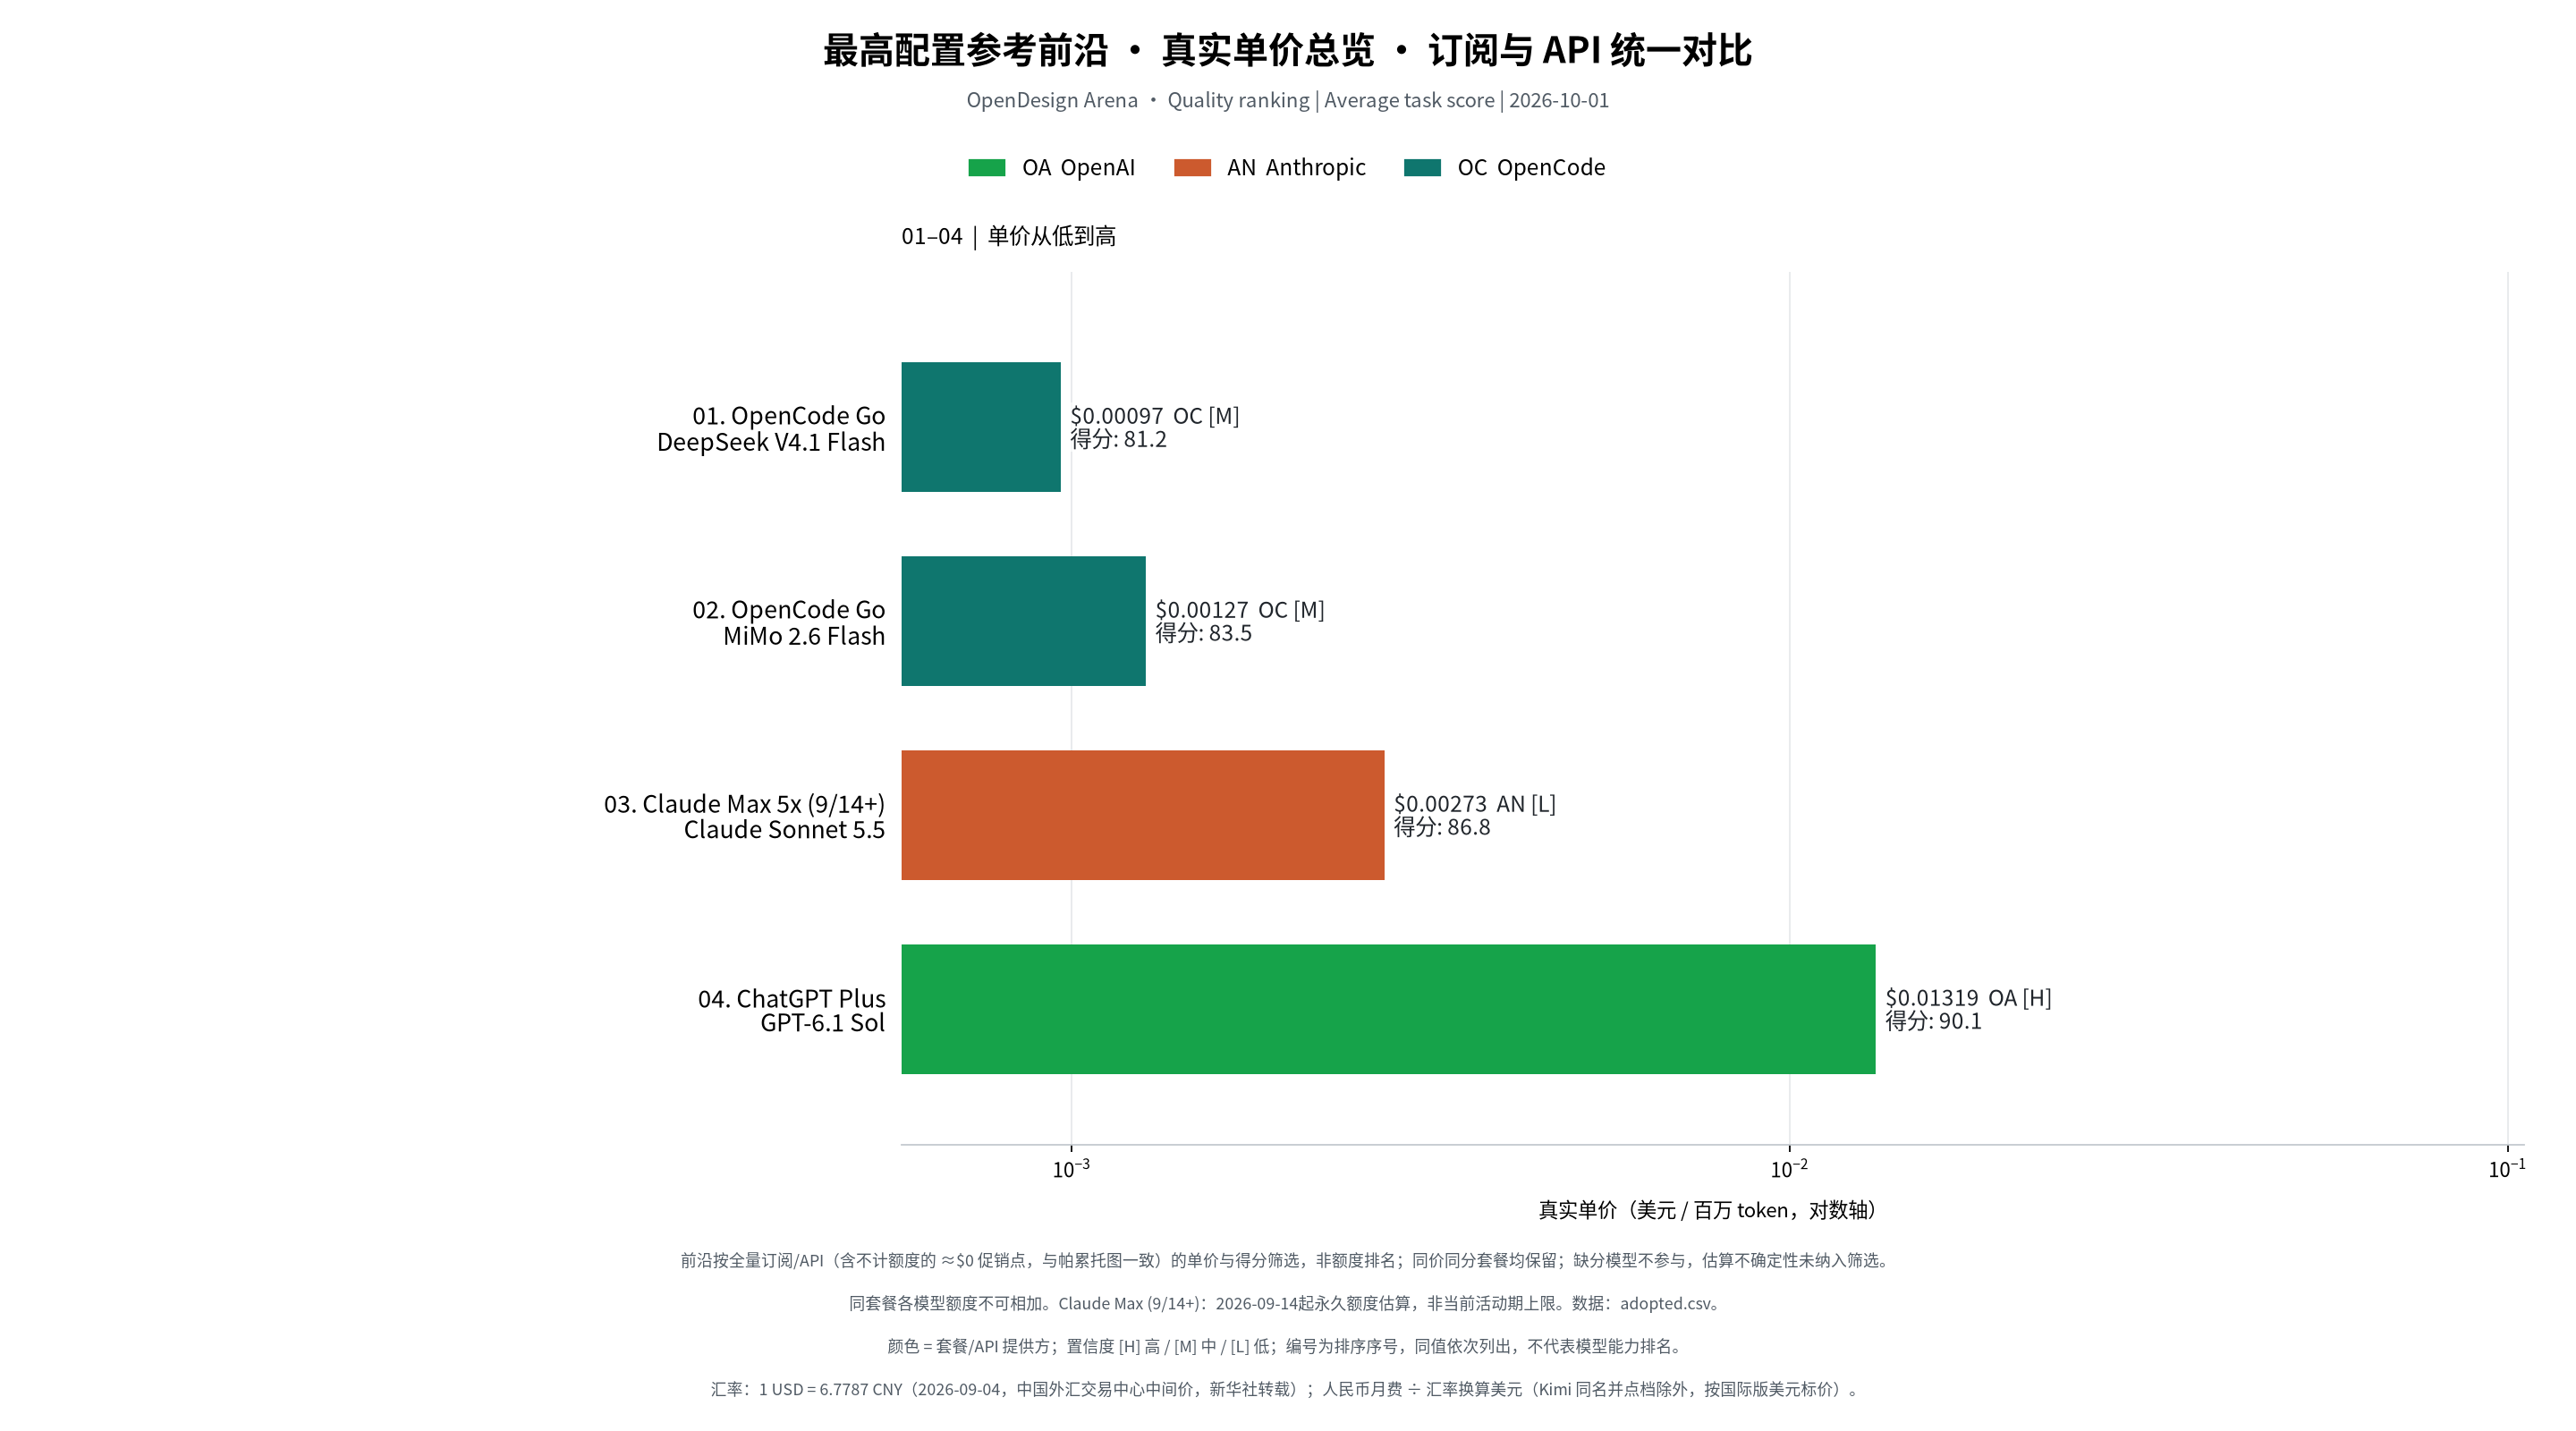 最高配置参考前沿 · 真实单价总览 · 订阅与 API 统一对比
OpenDesign Arena · Quality ranking | Average task score | 2026-10-01
OA OpenAI
AN Anthropic
OC OpenCode
01–04 | 单价从低到高
01. OpenCode Go
DeepSeek V4.1 Flash
$0.00097 OC [M]
得分: 81.2
02. OpenCode Go
MiMo 2.6 Flash
$0.00127 OC [M]
得分: 83.5
03. Claude Max 5x (9/14+)
Claude Sonnet 5.5
$0.00273 AN [L]
得分: 86.8
04. ChatGPT Plus
GPT-6.1 Sol
$0.01319 OA [H]
得分: 90.1
10⁻³
10⁻²
10⁻¹
真实单价（美元 / 百万 token，对数轴）
前沿按全量订阅/API（含不计额度的 ≈$0 促销点，与帕累托图一致）的单价与得分筛选，非额度排名；同价同分套餐均保留；缺分模型不参与，估算不确定性未纳入筛选。
同套餐各模型额度不可相加。Claude Max (9/14+)：2026-09-14起永久额度估算，非当前活动期上限。数据：adopted.csv。
颜色 = 套餐/API 提供方；置信度 [H] 高 / [M] 中 / [L] 低；编号为排序序号，同值依次列出，不代表模型能力排名。
汇率：1 USD = 6.7787 CNY（2026-09-04，中国外汇交易中心中间价，新华社转载）；人民币月费 ÷ 汇率换算美元（Kimi 同名并点档除外，按国际版美元标价）。